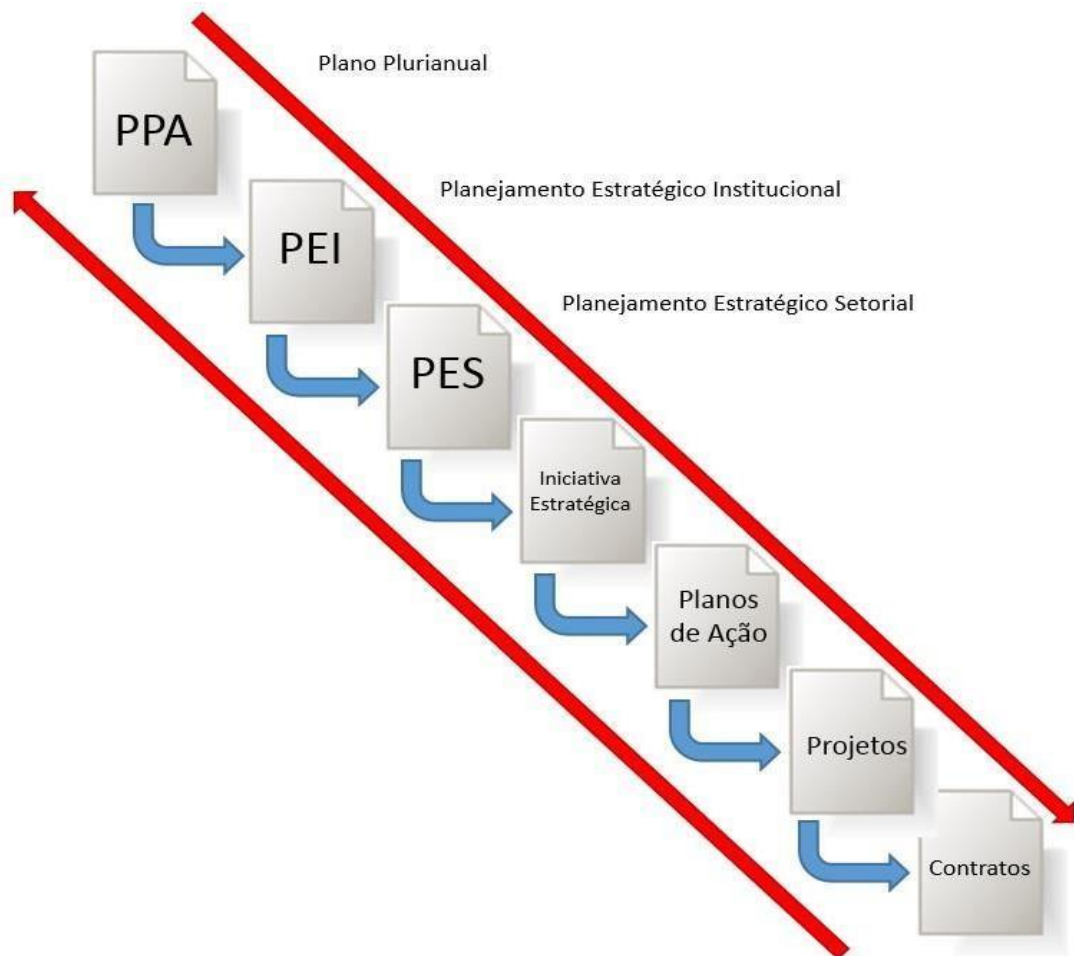 Plano Plurianual
PPA
Planejamento Estratégico Institucional
PEI
Planejamento Estratégico Setorial
PES
Iniciativa
Estratégica
Planos
de Ação
Projetos
Contratos